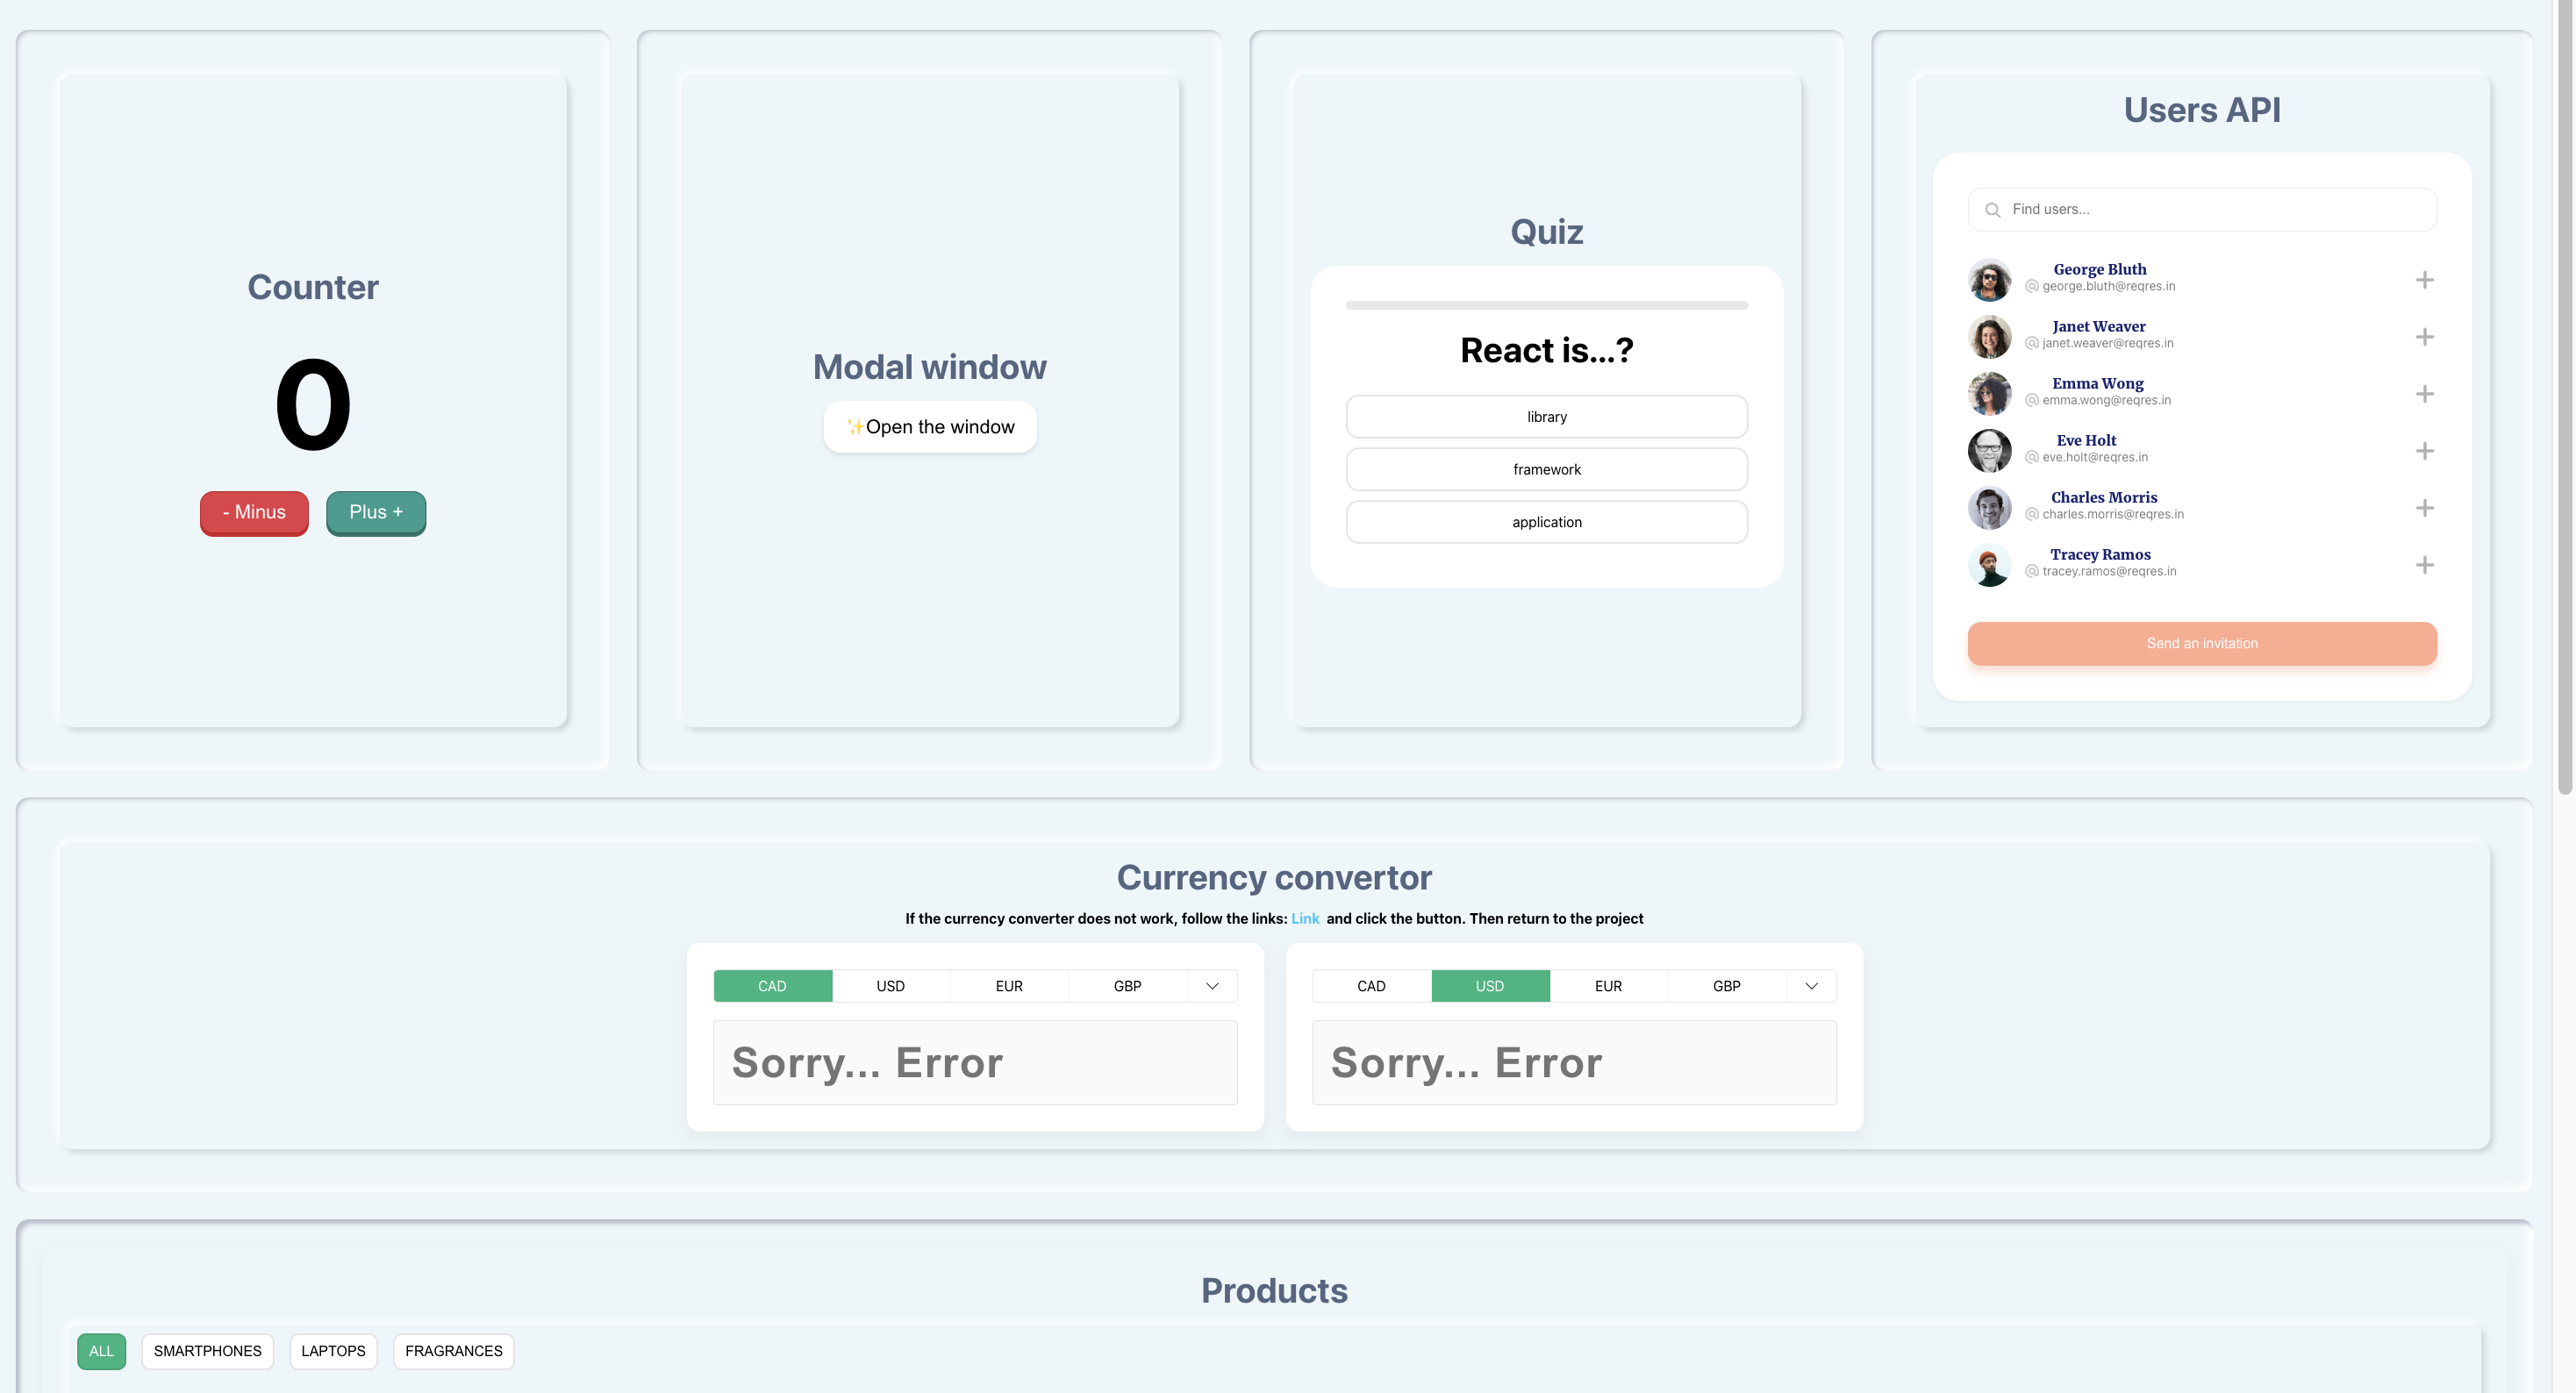 Counter
0
- Minus
Plus +
Modal window
✨Open the window
Quiz
React is...?
library
framework
application
Users API
Find users...
George Bluth
george.bluth@reqres.in
Janet Weaver
janet.weaver@reqres.in
Emma Wong
emma.wong@reqres.in
Eve Holt
eve.holt@reqres.in
Charles Morris
charles.morris@reqres.in
Tracey Ramos
tracey.ramos@reqres.in
Send an invitation
Currency convertor
If the currency converter does not work, follow the links: Link and click the button. Then return to the project
CAD USD EUR GBP
Sorry... Error
CAD USD EUR GBP
Sorry... Error
Products
ALL SMARTPHONES LAPTOPS FRAGRANCES